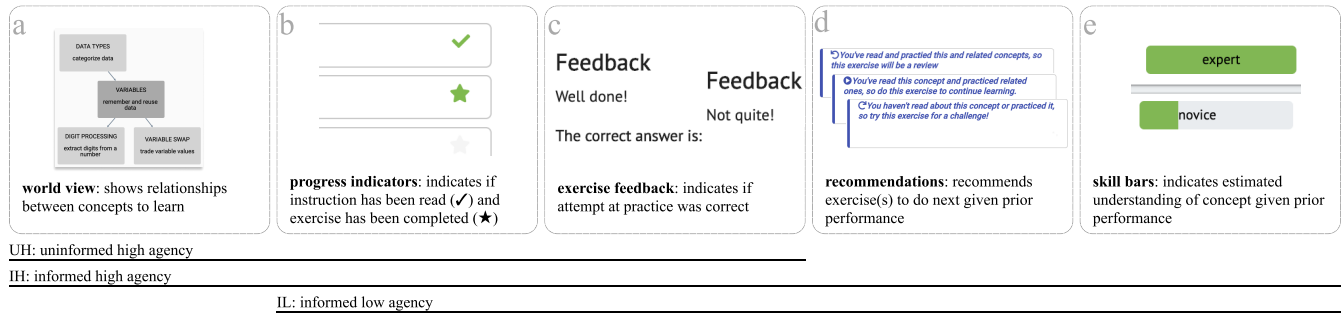 a
DATA TYPES
categorize data
VARIABLES
remember and reuse
data
DIGIT PROCESSING
extract digits from a
number
VARIABLE SWAP
trade variable values
world view: shows relationships
between concepts to learn
b
progress indicators: indicates if
instruction has been read (✓) and
exercise has been completed (★)
c
Feedback
Well done!
The correct answer is:
Feedback
Not quite!
exercise feedback: indicates if
attempt at practice was correct
d
You've read and practied this and related concepts, so
this exercise will be a review
You've read this concept and practiced related
ones, so do this exercise to continue learning.
You haven't read about this concept or practiced it,
so try this exercise for a challenge!
recommendations: recommends
exercise(s) to do next given prior
performance
e
expert
novice
skill bars: indicates estimated
understanding of concept given prior
performance
UH: uninformed high agency
IH: informed high agency
IL: informed low agency